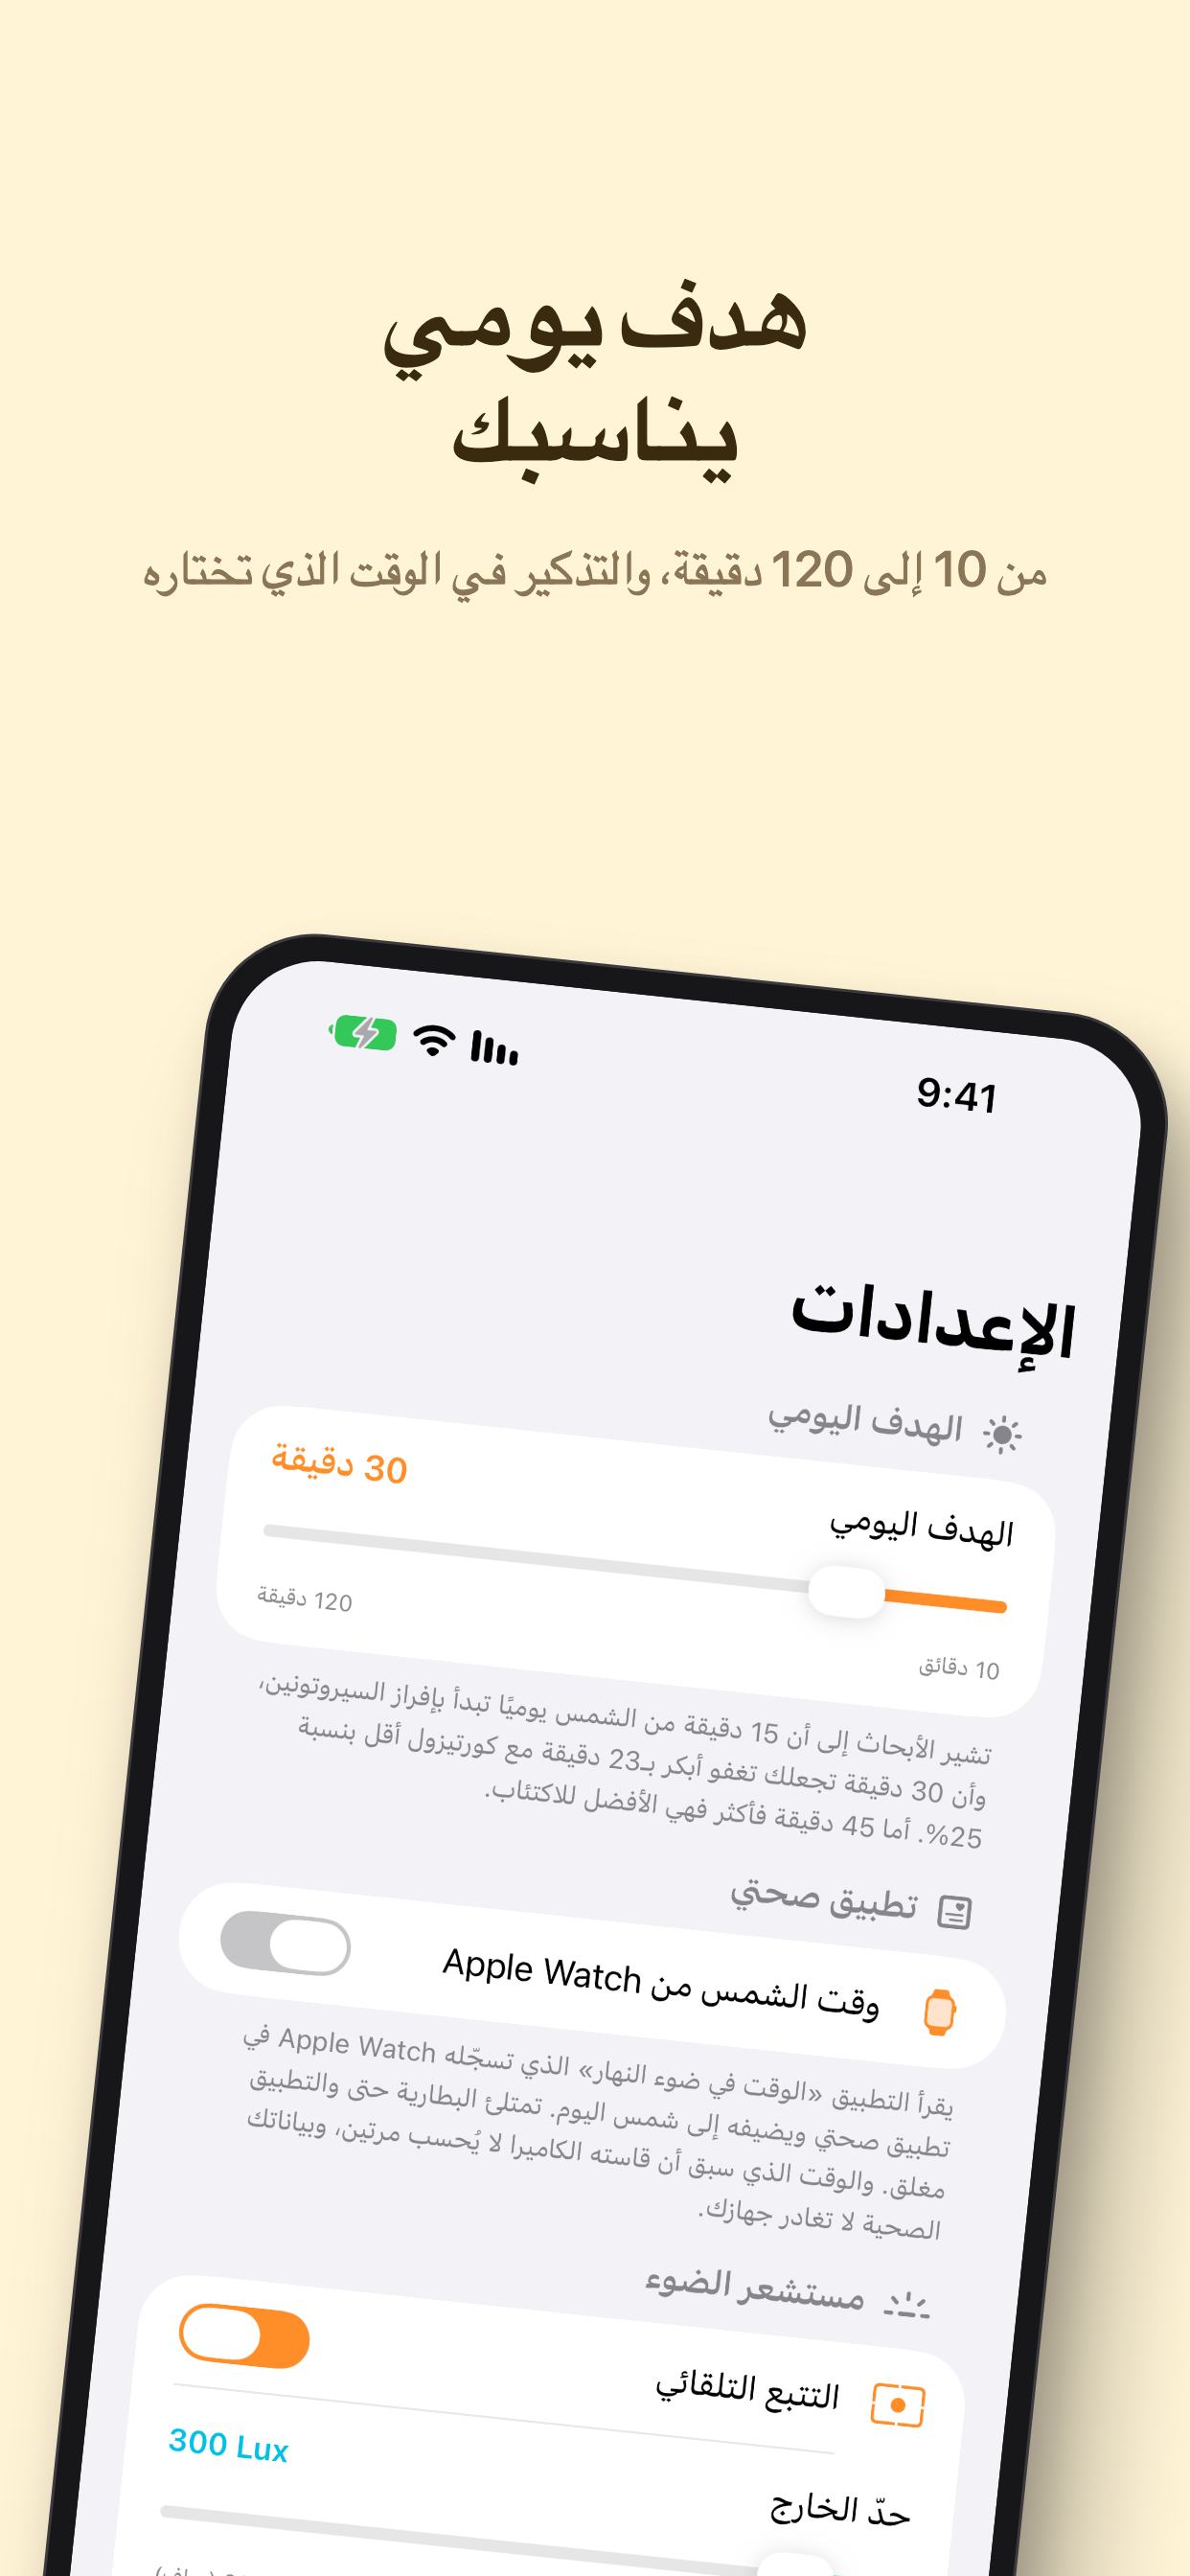 هدف يومي
يناسبك
من 10 إلى 120 دقيقة، والتذكير في الوقت الذي تختاره
9:41
الإعدادات
الهدف اليومي
الهدف اليومي
30 دقيقة
10 دقائق
120 دقيقة
تشير الأبحاث إلى أن 15 دقيقة من الشمس يوميًا تبدأ بإفراز السيروتونين،
وأن 30 دقيقة تجعلك تغفو أبكر بـ23 دقيقة مع كورتيزول أقل بنسبة
25%. أما 45 دقيقة فأكثر فهي الأفضل للاكتئاب.
تطبيق صحتي
وقت الشمس من Apple Watch
يقرأ التطبيق «الوقت في ضوء النهار» الذي تسجّله Apple Watch في
تطبيق صحتي ويضيفه إلى شمس اليوم. تمتلئ البطارية حتى والتطبيق
مغلق. والوقت الذي سبق أن قاسته الكاميرا لا يُحسب مرتين، وبياناتك
الصحية لا تغادر جهازك.
مستشعر الضوء
التتبع التلقائي
حدّ الخارج
300 Lux